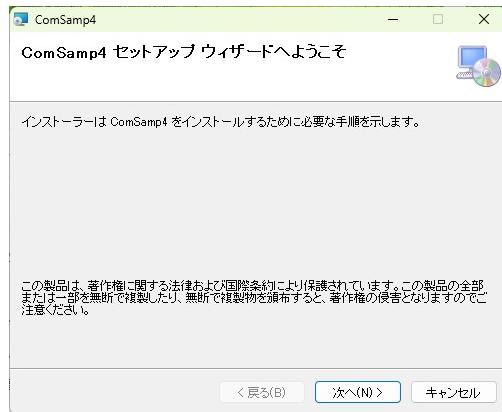 ComSamp4
ComSamp4 セットアップ ウィザードへようこそ
インストーラーは ComSamp4 をインストールするために必要な手順を示します。
この製品は、著作権に関する法律および国際条約により保護されています。この製品の全部
または一部を無断で複製したり、無断で複製物を頒布すると、著作権の侵害となりますのでご
注意ください。
< 戻る(B)
次へ(N) >
キャンセル